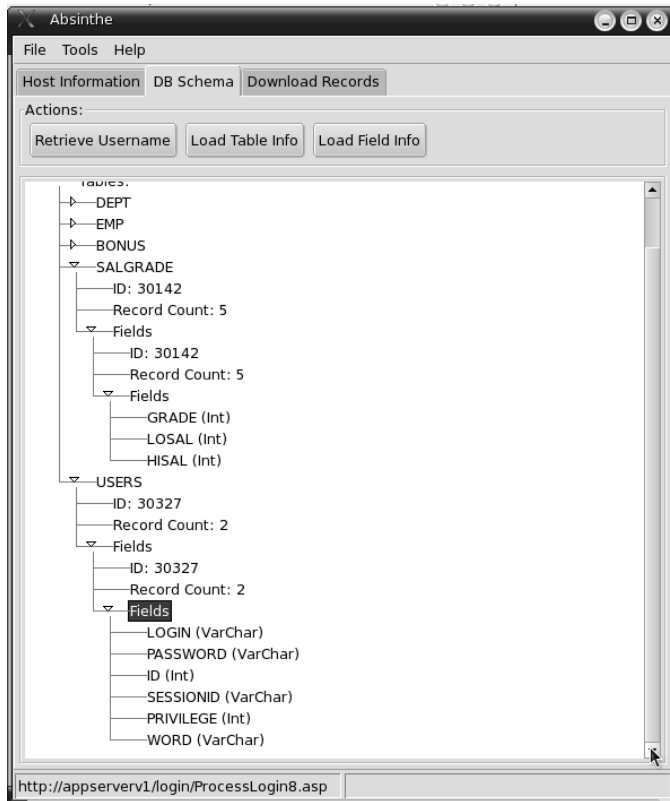 Absinthe
File Tools Help
Host Information DB Schema Download Records
Actions:
Retrieve Username Load Table Info Load Field Info
Tables:
DEPT
EMP
BONUS
SALGRADE
ID: 30142
Record Count: 5
Fields
ID: 30142
Record Count: 5
Fields
GRADE (Int)
LOSAL (Int)
HISAL (Int)
USERS
ID: 30327
Record Count: 2
Fields
ID: 30327
Record Count: 2
Fields
LOGIN (VarChar)
PASSWORD (VarChar)
ID (Int)
SESSIONID (VarChar)
PRIVILEGE (Int)
WORD (VarChar)
http://appserverv1/login/ProcessLogin8.asp